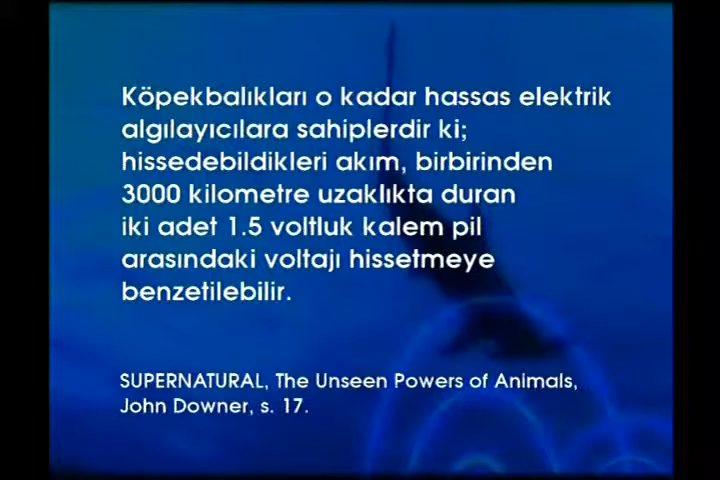 Köpekbalıkları o kadar hassas elektrik
algılayıcılara sahiplerdir ki;
hissedebildikleri akım, birbirinden
3000 kilometre uzaklıkta duran
iki adet 1.5 voltluk kalem pil
arasındaki voltajı hissetmeye
benzetilebilir.
SUPERNATURAL, The Unseen Powers of Animals,
John Downer, s. 17.